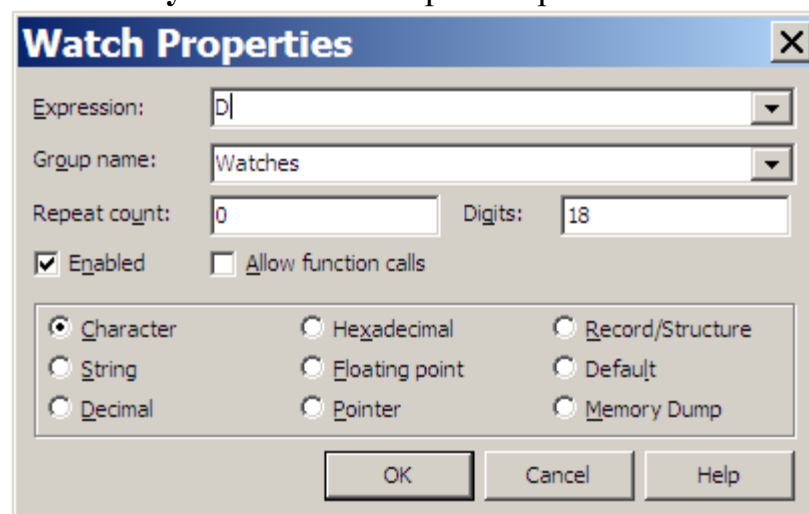 Watch Properties
Expression: D
Group name: Watches
Repeat count: 0 Digits: 18
Enabled Allow function calls
Character Hexadecimal Record/Structure
String Floating point Default
Decimal Pointer Memory Dump
OK Cancel Help